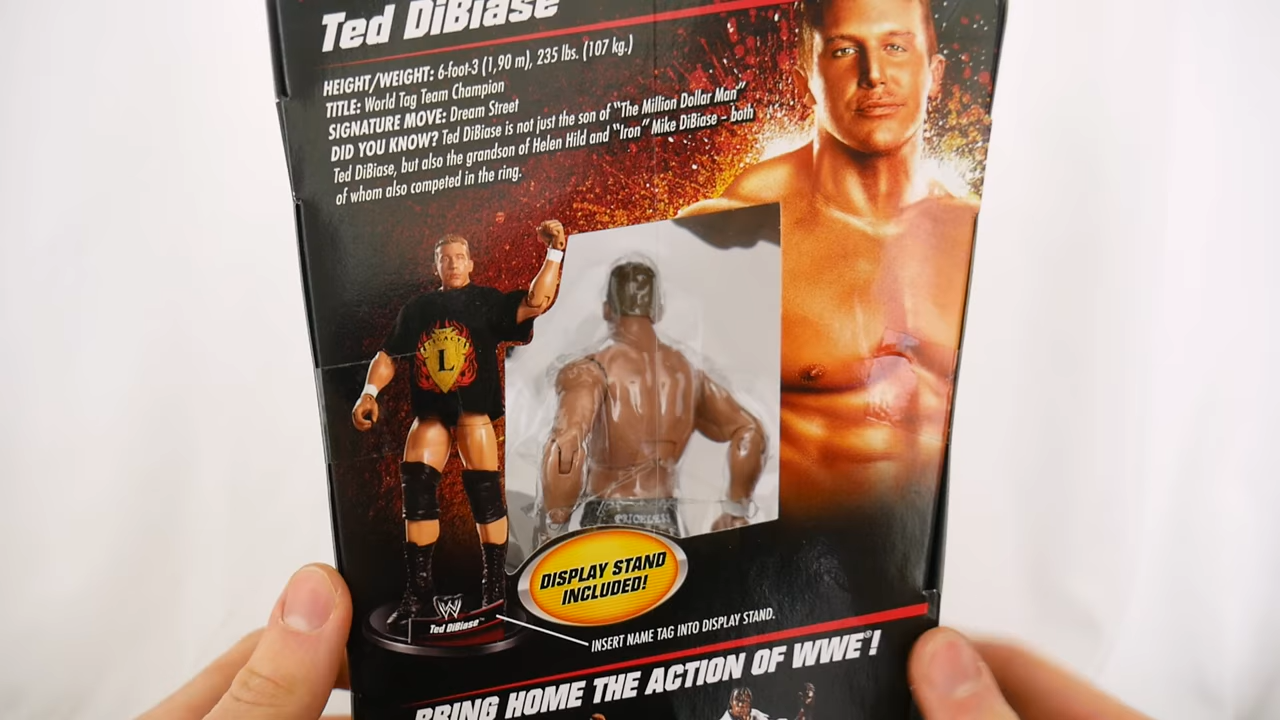 Ted DiBiase
HEIGHT/WEIGHT: 6-foot-3 (1,90 m), 235 lbs. (107 kg.)
TITLE: World Tag Team Champion
SIGNATURE MOVE: Dream Street
DID YOU KNOW? Ted DiBiase is not just the son of "The Million Dollar Man"
Ted DiBiase, but also the grandson of Helen Hild and "Iron" Mike DiBiase – both
of whom also competed in the ring.
LEGACY
L
PRICELESS
DISPLAY STAND
INCLUDED!
W
Ted DiBiase™
INSERT NAME TAG INTO DISPLAY STAND.
BRING HOME THE ACTION OF WWE®!